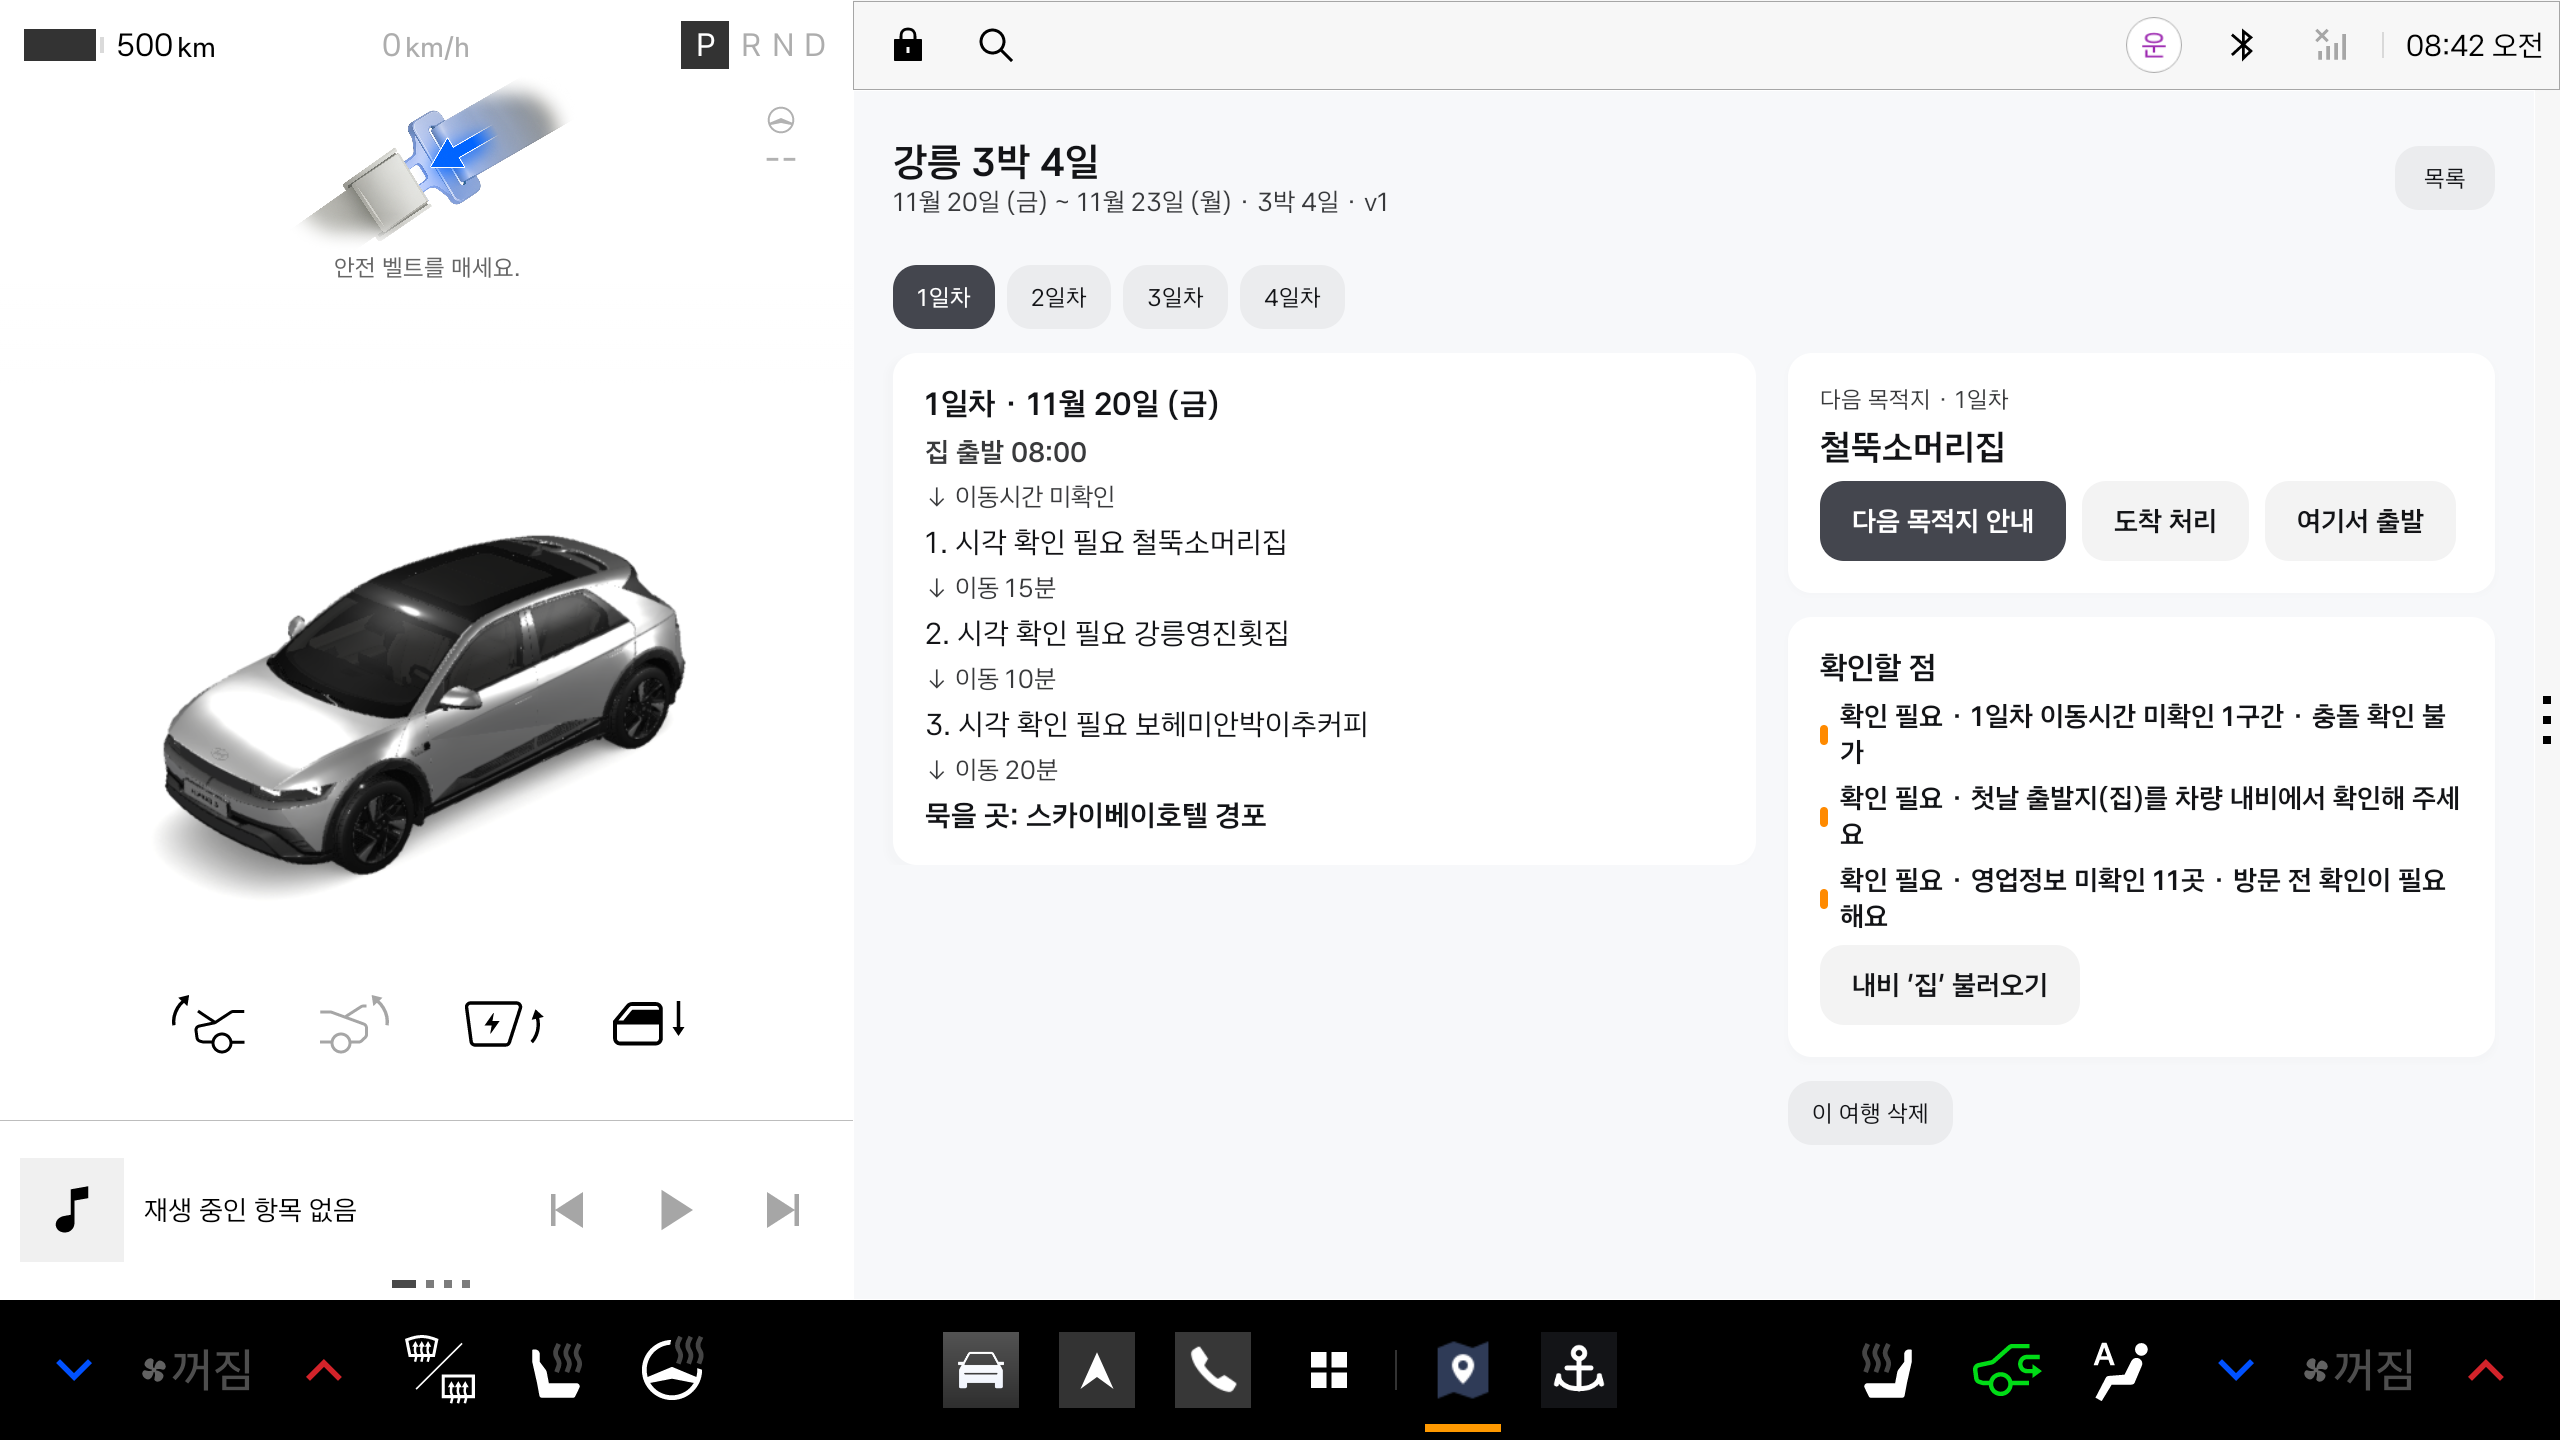 500 km
0 km/h
P R N D
--
안전 벨트를 매세요.
운
08:42 오전
강릉 3박 4일
11월 20일 (금) ~ 11월 23일 (월) · 3박 4일 · v1
목록
1일차
2일차
3일차
4일차
1일차 · 11월 20일 (금)
집 출발 08:00
↓ 이동시간 미확인
1. 시각 확인 필요 철뚝소머리집
↓ 이동 15분
2. 시각 확인 필요 강릉영진횟집
↓ 이동 10분
3. 시각 확인 필요 보헤미안박이추커피
↓ 이동 20분
묵을 곳: 스카이베이호텔 경포
다음 목적지 · 1일차
철뚝소머리집
다음 목적지 안내
도착 처리
여기서 출발
확인할 점
확인 필요 · 1일차 이동시간 미확인 1구간 · 충돌 확인 불
가
확인 필요 · 첫날 출발지(집)를 차량 내비에서 확인해 주세
요
확인 필요 · 영업정보 미확인 11곳 · 방문 전 확인이 필요
해요
내비 '집' 불러오기
이 여행 삭제
재생 중인 항목 없음
꺼짐
A
꺼짐